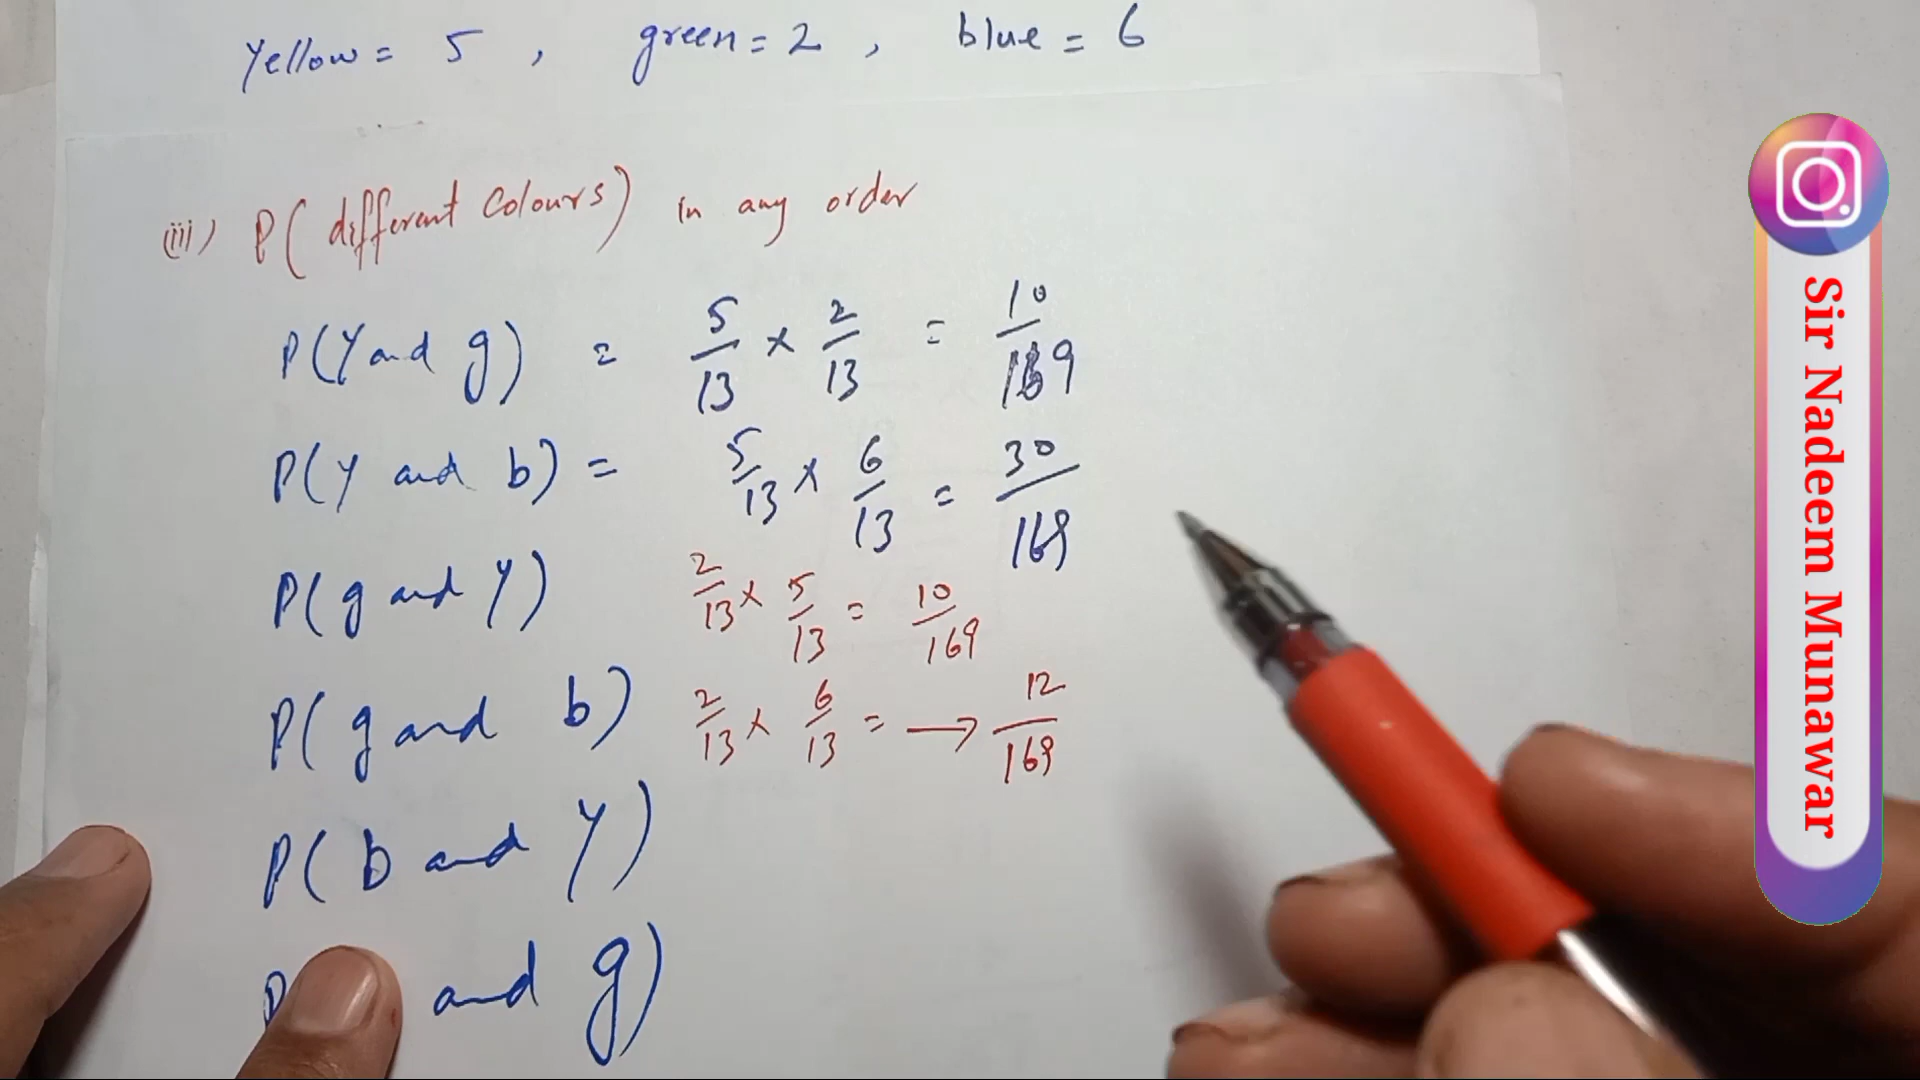 Yellow = 5 , green = 2 , blue = 6
(iii) P( different colours) in any order
P(Y and g) = 5/13 × 2/13 = 10/169
P(Y and b) = 5/13 × 6/13 = 30/169
P(g and Y) 2/13 × 5/13 = 10/169
P(g and b) 2/13 × 6/13 = → 12/169
P(b and Y)
P and g)
Sir Nadeem Munawar